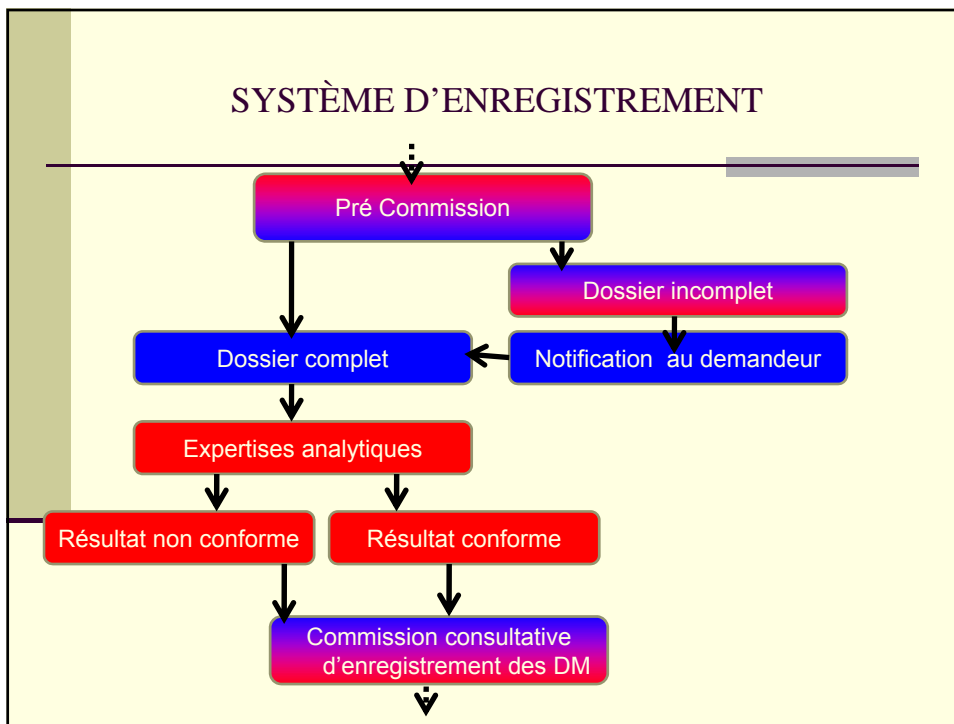 SYSTÈME D'ENREGISTREMENT
Pré Commission
Dossier incomplet
Dossier complet
Notification au demandeur
Expertises analytiques
Résultat non conforme
Résultat conforme
Commission consultative
d'enregistrement des DM